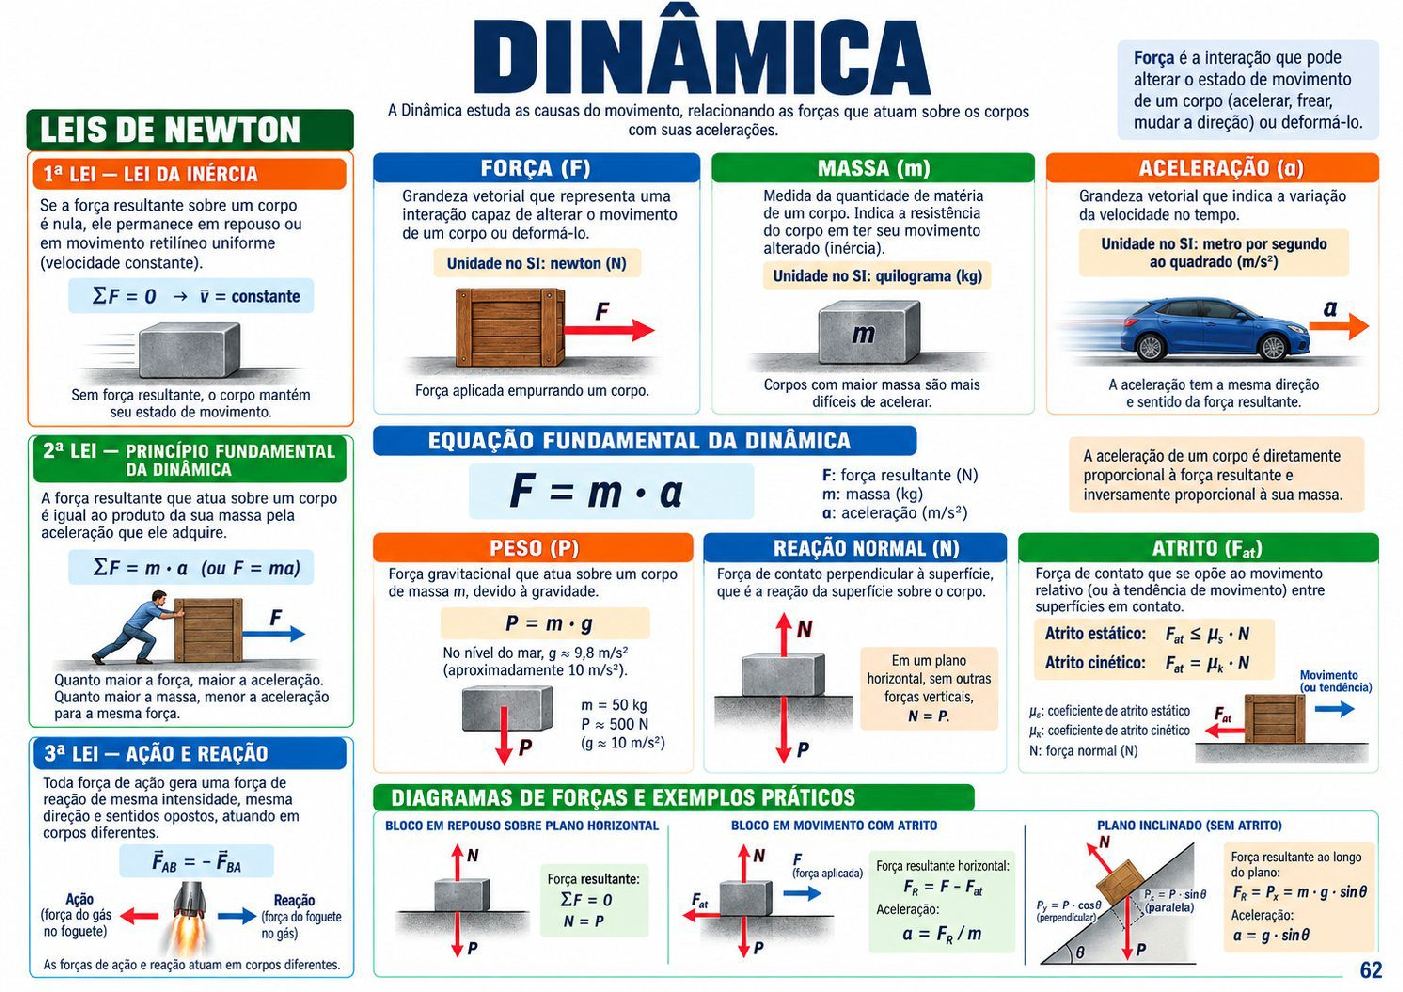 DINÂMICA
A Dinâmica estuda as causas do movimento, relacionando as forças que atuam sobre os corpos
com suas acelerações.
Força é a interação que pode
alterar o estado de movimento
de um corpo (acelerar, frear,
mudar a direção) ou deformá-lo.
LEIS DE NEWTON
1ª LEI — LEI DA INÉRCIA
Se a força resultante sobre um corpo
é nula, ele permanece em repouso ou
em movimento retilíneo uniforme
(velocidade constante).
∑F = 0 → v̄ = constante
Sem força resultante, o corpo mantém
seu estado de movimento.
2ª LEI — PRINCÍPIO FUNDAMENTAL
DA DINÂMICA
A força resultante que atua sobre um corpo
é igual ao produto da sua massa pela
aceleração que ele adquire.
∑F = m · a (ou F = ma)
F
Quanto maior a força, maior a aceleração.
Quanto maior a massa, menor a aceleração
para a mesma força.
3ª LEI — AÇÃO E REAÇÃO
Toda força de ação gera uma força de
reação de mesma intensidade, mesma
direção e sentidos opostos, atuando em
corpos diferentes.
F⃗AB = - F⃗BA
Ação
(força do gás
no foguete)
Reação
(força do foguete
no gás)
As forças de ação e reação atuam em corpos diferentes.
FORÇA (F)
Grandeza vetorial que representa uma
interação capaz de alterar o movimento
de um corpo ou deformá-lo.
Unidade no SI: newton (N)
F
Força aplicada empurrando um corpo.
MASSA (m)
Medida da quantidade de matéria
de um corpo. Indica a resistência
do corpo em ter seu movimento
alterado (inércia).
Unidade no SI: quilograma (kg)
m
Corpos com maior massa são mais
difíceis de acelerar.
ACELERAÇÃO (a)
Grandeza vetorial que indica a variação
da velocidade no tempo.
Unidade no SI: metro por segundo
ao quadrado (m/s²)
a
A aceleração tem a mesma direção
e sentido da força resultante.
EQUAÇÃO FUNDAMENTAL DA DINÂMICA
F = m · a
F: força resultante (N)
m: massa (kg)
a: aceleração (m/s²)
A aceleração de um corpo é diretamente
proporcional à força resultante e
inversamente proporcional à sua massa.
PESO (P)
Força gravitacional que atua sobre um corpo
de massa m, devido à gravidade.
P = m · g
No nível do mar, g ≈ 9,8 m/s²
(aproximadamente 10 m/s²).
m = 50 kg
P ≈ 500 N
(g ≈ 10 m/s²)
P
REAÇÃO NORMAL (N)
Força de contato perpendicular à superfície,
que é a reação da superfície sobre o corpo.
N
P
Em um plano
horizontal, sem outras
forças verticais,
N = P.
ATRITO (Fat)
Força de contato que se opõe ao movimento
relativo (ou à tendência de movimento) entre
superfícies em contato.
Atrito estático: Fat ≤ μs · N
Atrito cinético: Fat = μk · N
μe: coeficiente de atrito estático
μk: coeficiente de atrito cinético
N: força normal (N)
Fat
Movimento
(ou tendência)
DIAGRAMAS DE FORÇAS E EXEMPLOS PRÁTICOS
BLOCO EM REPOUSO SOBRE PLANO HORIZONTAL
N
P
Força resultante:
∑F = 0
N = P
BLOCO EM MOVIMENTO COM ATRITO
N
F
(força aplicada)
Fat
P
Força resultante horizontal:
FR = F - Fat
Aceleração:
a = FR / m
PLANO INCLINADO (SEM ATRITO)
N
Py = P · cosθ
(perpendicular)
= P · sinθ
(paralela)
θ
P
Força resultante ao longo
do plano:
FR = Px = m · g · sinθ
Aceleração:
a = g · sinθ
62